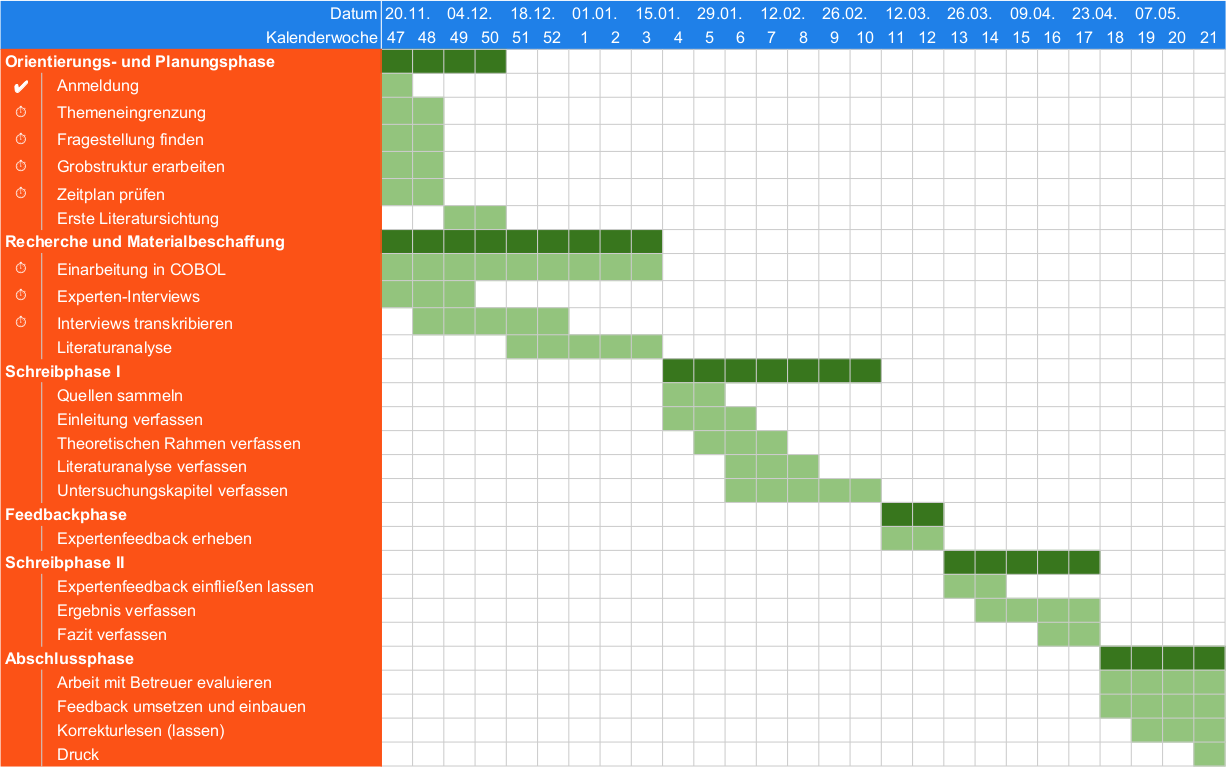 Datum 20.11. 04.12. 18.12. 01.01. 15.01. 29.01. 12.02. 26.02. 12.03. 26.03. 09.04. 23.04. 07.05.
Kalenderwoche 47 48 49 50 51 52 1 2 3 4 5 6 7 8 9 10 11 12 13 14 15 16 17 18 19 20 21
Orientierungs- und Planungsphase
✔ Anmeldung
⏱ Themeneingrenzung
⏱ Fragestellung finden
⏱ Grobstruktur erarbeiten
⏱ Zeitplan prüfen
Erste Literatursichtung
Recherche und Materialbeschaffung
⏱ Einarbeitung in COBOL
⏱ Experten-Interviews
⏱ Interviews transkribieren
Literaturanalyse
Schreibphase I
Quellen sammeln
Einleitung verfassen
Theoretischen Rahmen verfassen
Literaturanalyse verfassen
Untersuchungskapitel verfassen
Feedbackphase
Expertenfeedback erheben
Schreibphase II
Expertenfeedback einfließen lassen
Ergebnis verfassen
Fazit verfassen
Abschlussphase
Arbeit mit Betreuer evaluieren
Feedback umsetzen und einbauen
Korrekturlesen (lassen)
Druck